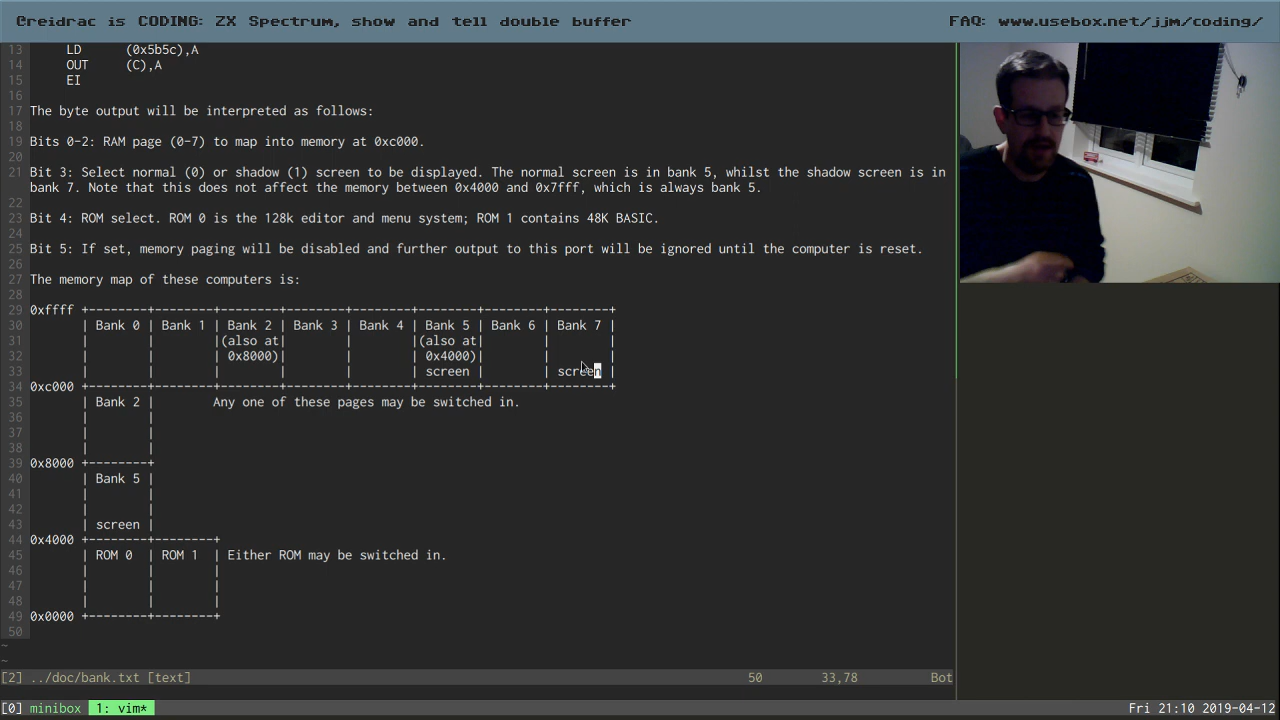 @reidrac is CODING: ZX Spectrum, show and tell double buffer FAQ: www.usebox.net/jjm/coding/
13 LD (0x5b5c),A
14 OUT (C),A
15 EI
16
17 The byte output will be interpreted as follows:
18
19 Bits 0-2: RAM page (0-7) to map into memory at 0xc000.
20
21 Bit 3: Select normal (0) or shadow (1) screen to be displayed. The normal screen is in bank 5, whilst the shadow screen is in
bank 7. Note that this does not affect the memory between 0x4000 and 0x7fff, which is always bank 5.
22
23 Bit 4: ROM select. ROM 0 is the 128k editor and menu system; ROM 1 contains 48K BASIC.
24
25 Bit 5: If set, memory paging will be disabled and further output to this port will be ignored until the computer is reset.
26
27 The memory map of these computers is:
28
29 0xffff +--------+--------+--------+--------+--------+--------+--------+--------+
30 | Bank 0 | Bank 1 | Bank 2 | Bank 3 | Bank 4 | Bank 5 | Bank 6 | Bank 7 |
31 | | |(also at| | |(also at| | |
32 | | | 0x8000)| | | 0x4000)| | |
33 | | | | | | screen | | screen |
34 0xc000 +--------+--------+--------+--------+--------+--------+--------+--------+
35 | Bank 2 | Any one of these pages may be switched in.
36 | |
37 | |
38 | |
39 0x8000 +--------+
40 | Bank 5 |
41 | |
42 | |
43 | screen |
44 0x4000 +--------+--------+
45 | ROM 0 | ROM 1 | Either ROM may be switched in.
46 | | |
47 | | |
48 | | |
49 0x0000 +--------+--------+
50
~
~
[2] ../doc/bank.txt [text] 50 33,78 Bot
[0] minibox 1: vim* Fri 21:10 2019-04-12